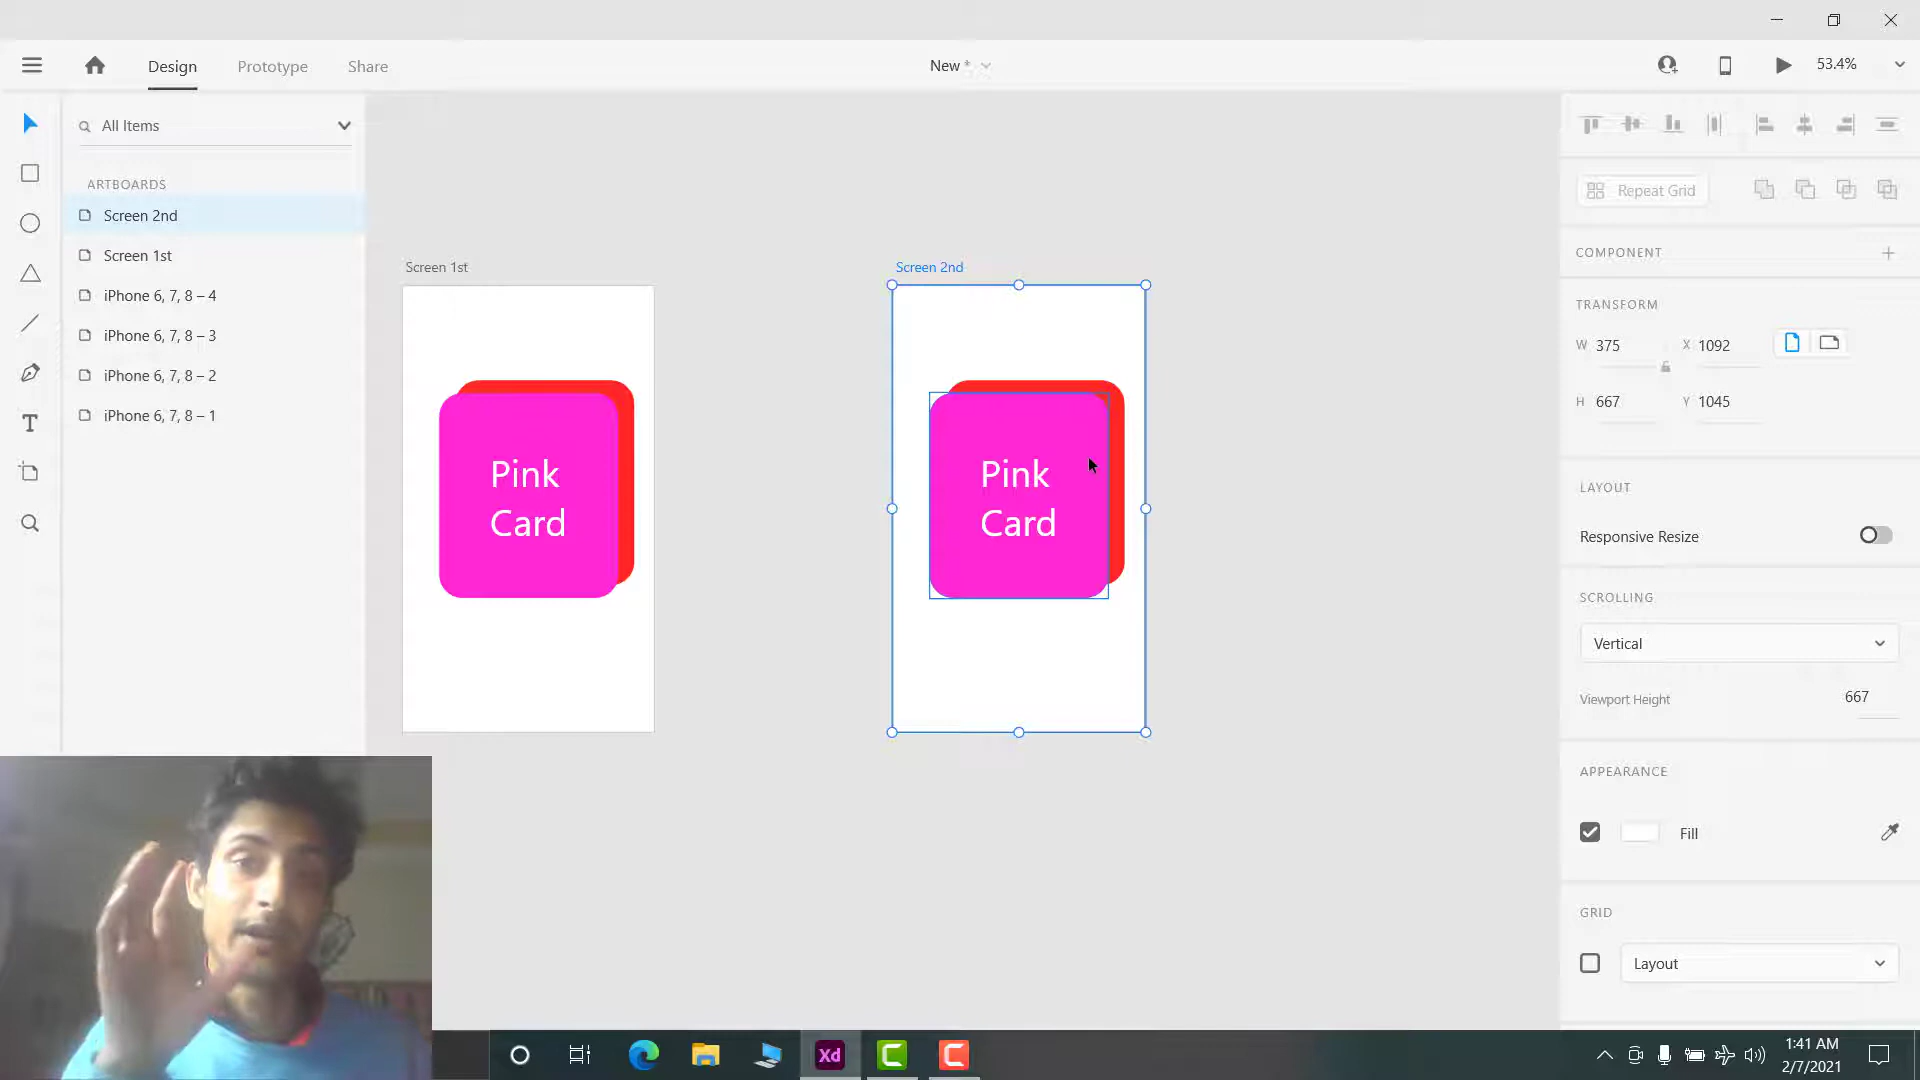 Design
Prototype
Share
New *
53.4%
All Items
ARTBOARDS
Screen 2nd
Screen 1st
iPhone 6, 7, 8 – 4
iPhone 6, 7, 8 – 3
iPhone 6, 7, 8 – 2
iPhone 6, 7, 8 – 1
Screen 1st
Pink
Card
Screen 2nd
Pink
Card
Repeat Grid
COMPONENT
TRANSFORM
W 375
X 1092
H 667
Y 1045
LAYOUT
Responsive Resize
SCROLLING
Vertical
Viewport Height
667
APPEARANCE
Fill
GRID
Layout
Xd
1:41 AM
2/7/2021